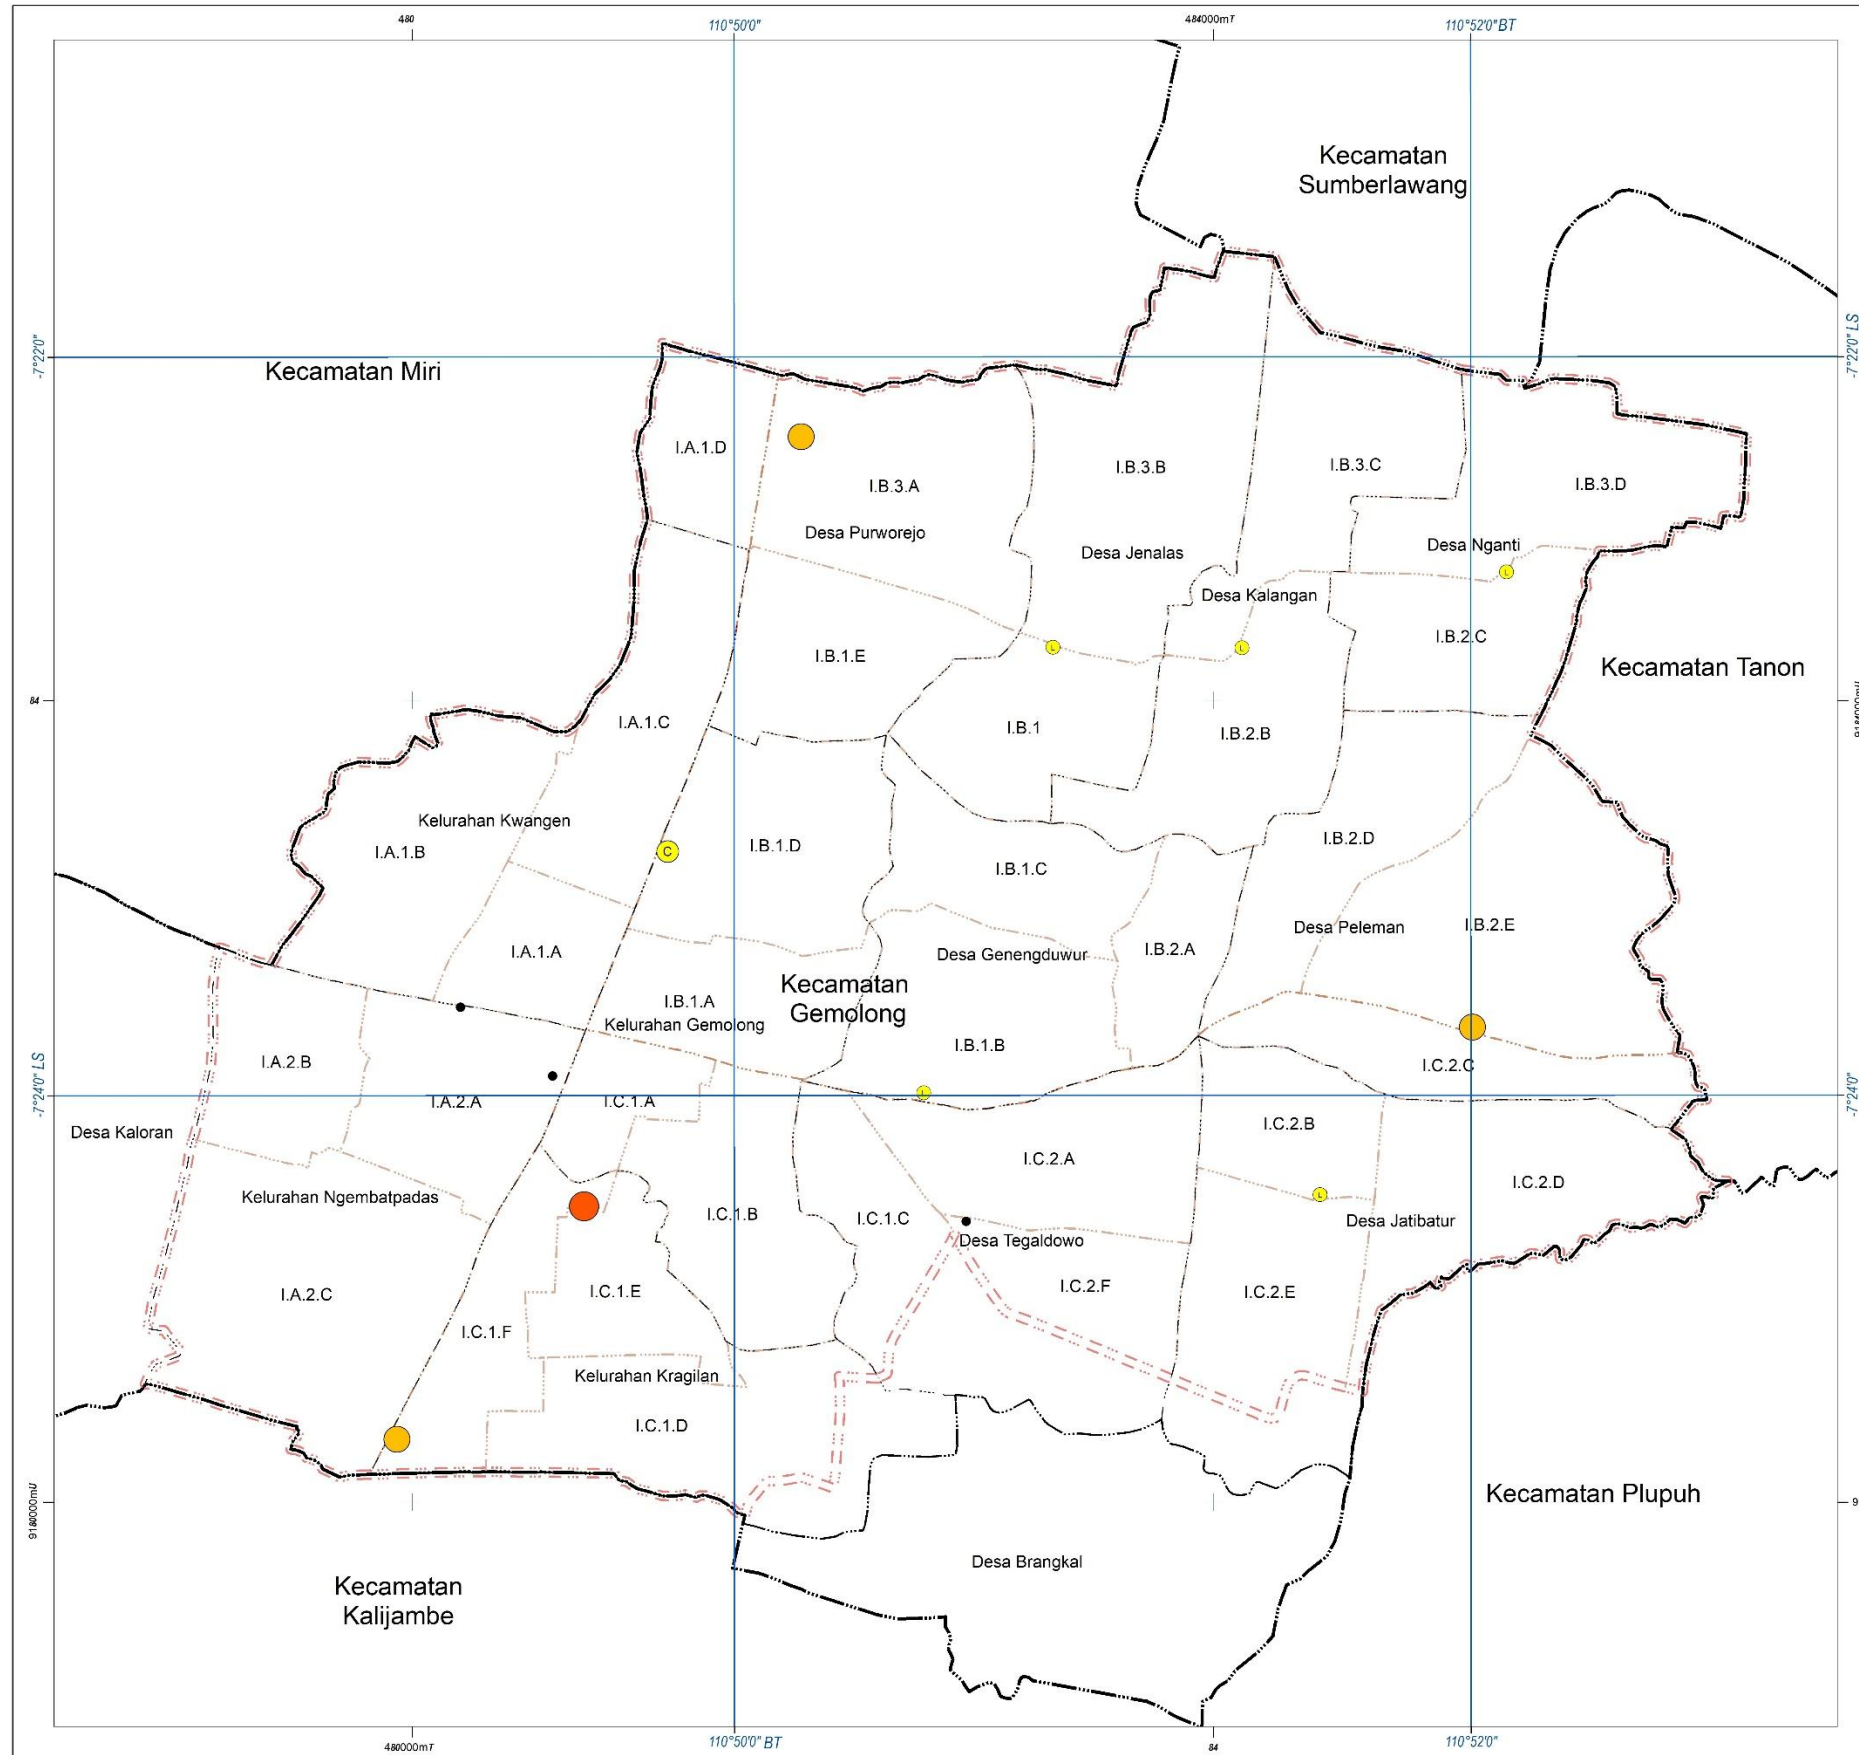 480
110°50'0"
484000mT
110°52'0" BT
Kecamatan
Sumberlawang
-7°22'0"
-7°22'0" LS
Kecamatan Miri
I.A.1.D
I.B.3.A
I.B.3.B
I.B.3.C
I.B.3.D
Desa Purworejo
Desa Jenalas
Desa Nganti
Desa Kalangan
L
I.B.1.E
L
L
I.B.2.C
Kecamatan Tanon
84
I.A.1.C
I.B.1
I.B.2.B
9184000mU
Kelurahan Kwangen
I.A.1.B
C
I.B.1.D
I.B.1.C
I.B.2.D
I.A.1.A
Desa Genengduwur
I.B.2.A
Desa Peleman
I.B.2.E
Kecamatan
Gemolong
I.B.1.A
Kelurahan Gemolong
I.B.1.B
I.A.2.B
I.C.2.C
-7°24'0" LS
I.A.2.A
I.C.1.A
L
-7°24'0"
Desa Kaloran
I.C.2.B
I.C.2.A
Kelurahan Ngembatpadas
I.C.1.B
I.C.1.C
L
I.C.2.D
Desa Tegaldowo
Desa Jatibatur
I.A.2.C
I.C.1.E
I.C.2.F
I.C.2.E
I.C.1.F
Kelurahan Kragilan
I.C.1.D
9180000mU
Kecamatan Plupuh
9
Desa Brangkal
Kecamatan
Kalijambe
480000mT
110°50'0" BT
84
110°52'0"